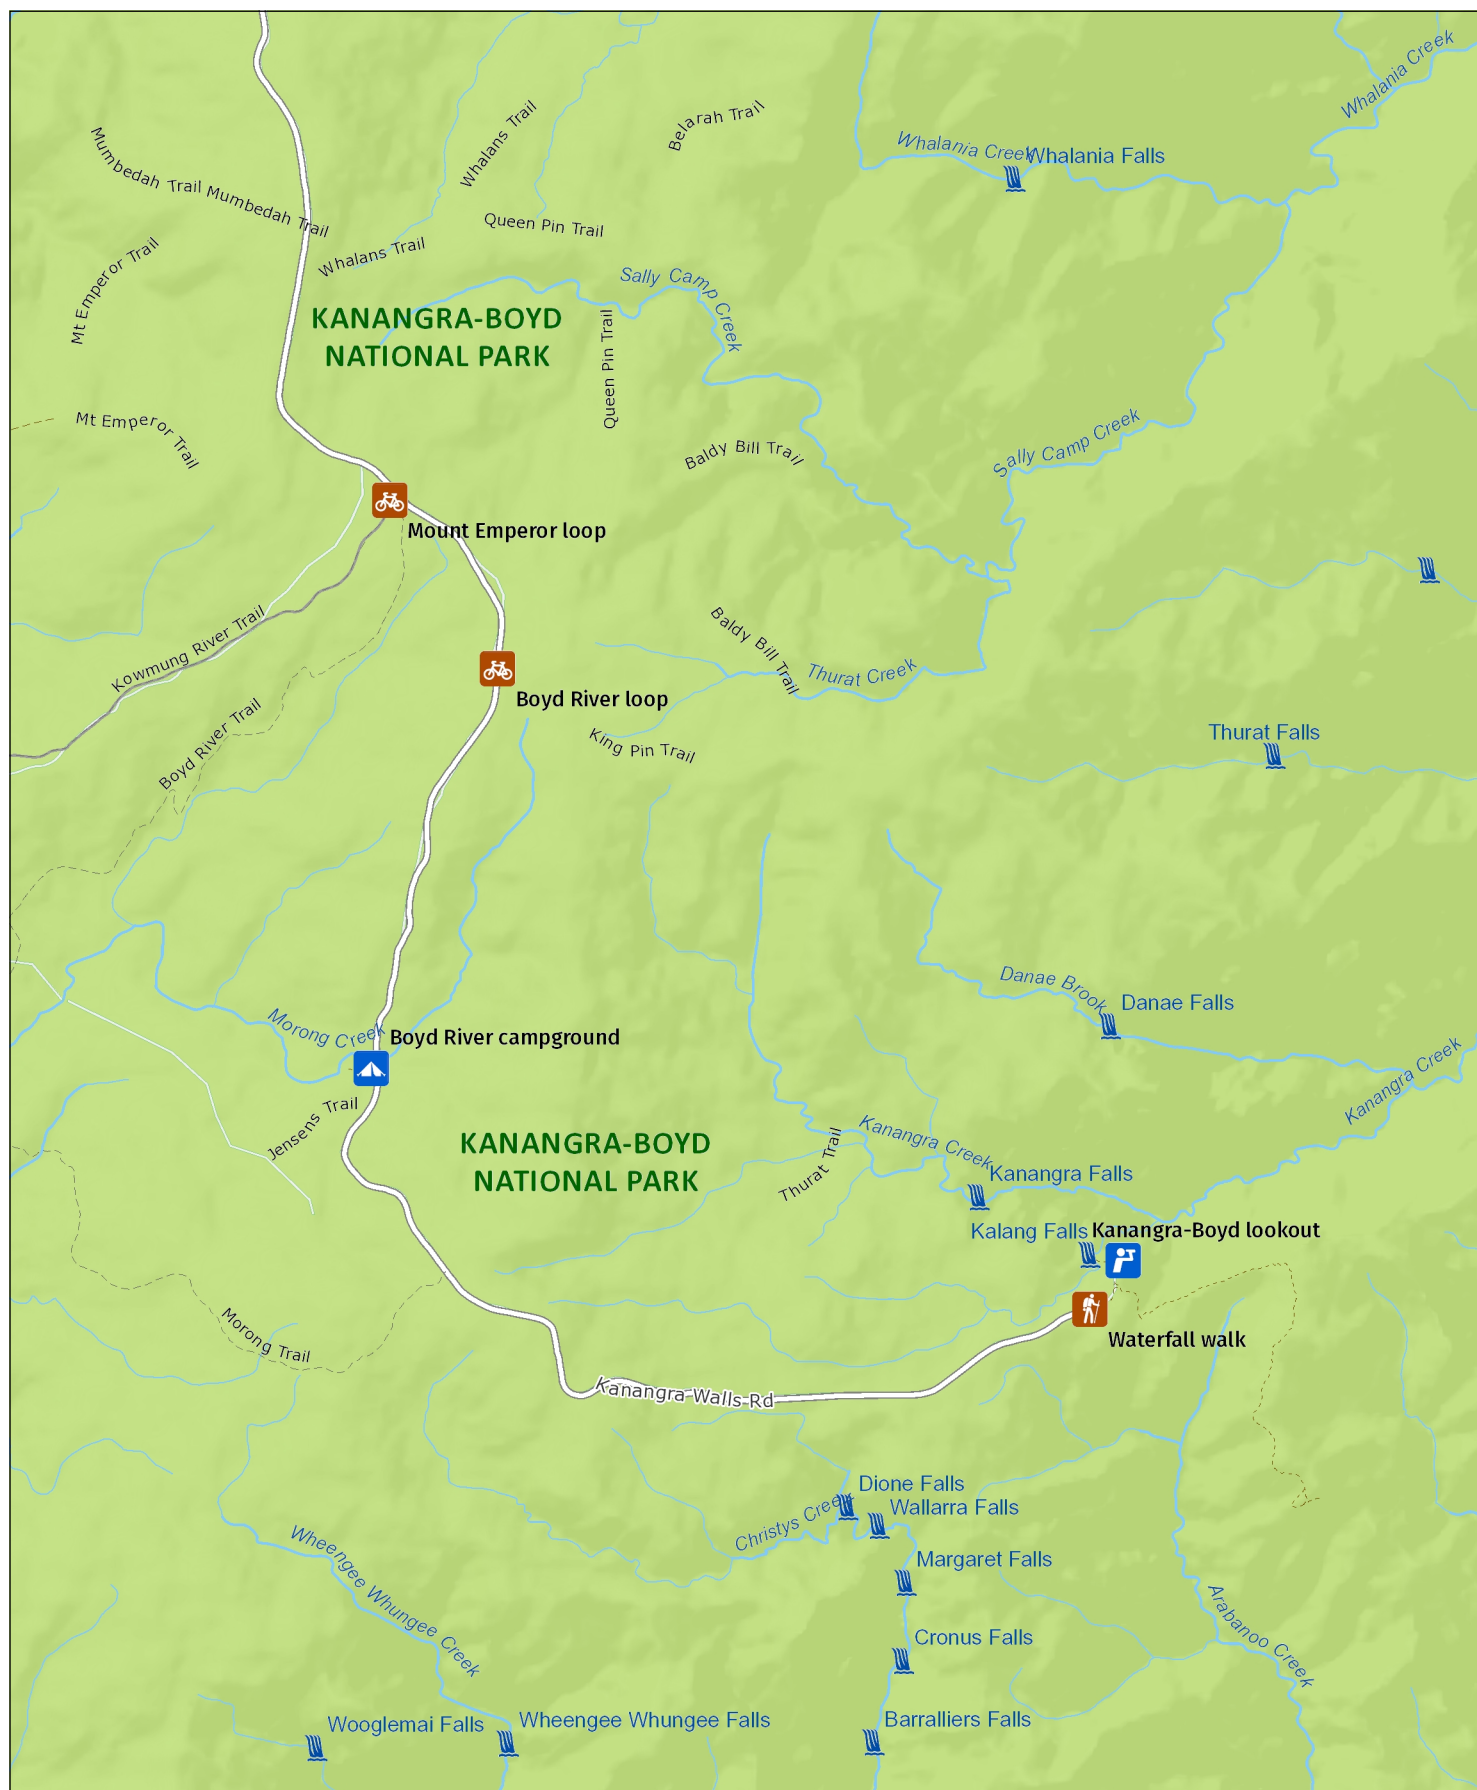 Whalania Creek
Whalans Trail
Belarah Trail
Mumbedah Trail
Mumbedah Trail
Whalania Creek
Whalania Falls
Queen Pin Trail
Mt Emperor Trail
Whalans Trail
Sally Camp Creek
KANANGRA-BOYD
NATIONAL PARK
Queen Pin Trail
Mt Emperor Trail
Baldy Bill Trail
Sally Camp Creek
Mount Emperor loop
Kowmung River Trail
Baldy Bill Trail
Thurat Creek
Boyd River loop
Boyd River Trail
King Pin Trail
Thurat Falls
Danae Brook
Danae Falls
Morong Creek
Boyd River campground
Kanangra Creek
Jensens Trail
KANANGRA-BOYD
NATIONAL PARK
Thurat Trail
Kanangra Creek
Kanangra Falls
Kalang Falls
Kanangra-Boyd lookout
Morong Trail
Waterfall walk
Kanangra Walls Rd
Dione Falls
Christys Creek
Wallarra Falls
Wheengee Whungee Creek
Margaret Falls
Arabanoo Creek
Cronus Falls
Wooglemai Falls
Wheengee Whungee Falls
Barralliers Falls